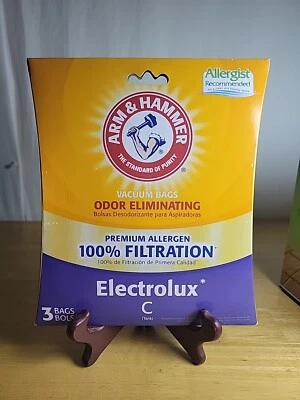 Allergist
Recommended
ARM & HAMMER
THE STANDARD OF PURITY
VACUUM BAGS
ODOR ELIMINATING
Bolsas Desodorizante para Aspiradoras
PREMIUM ALLERGEN
100% FILTRATION*
100% de Filtración de Primera Calidad
Electrolux*
C
(Tank)
3 BAGS
BOLS